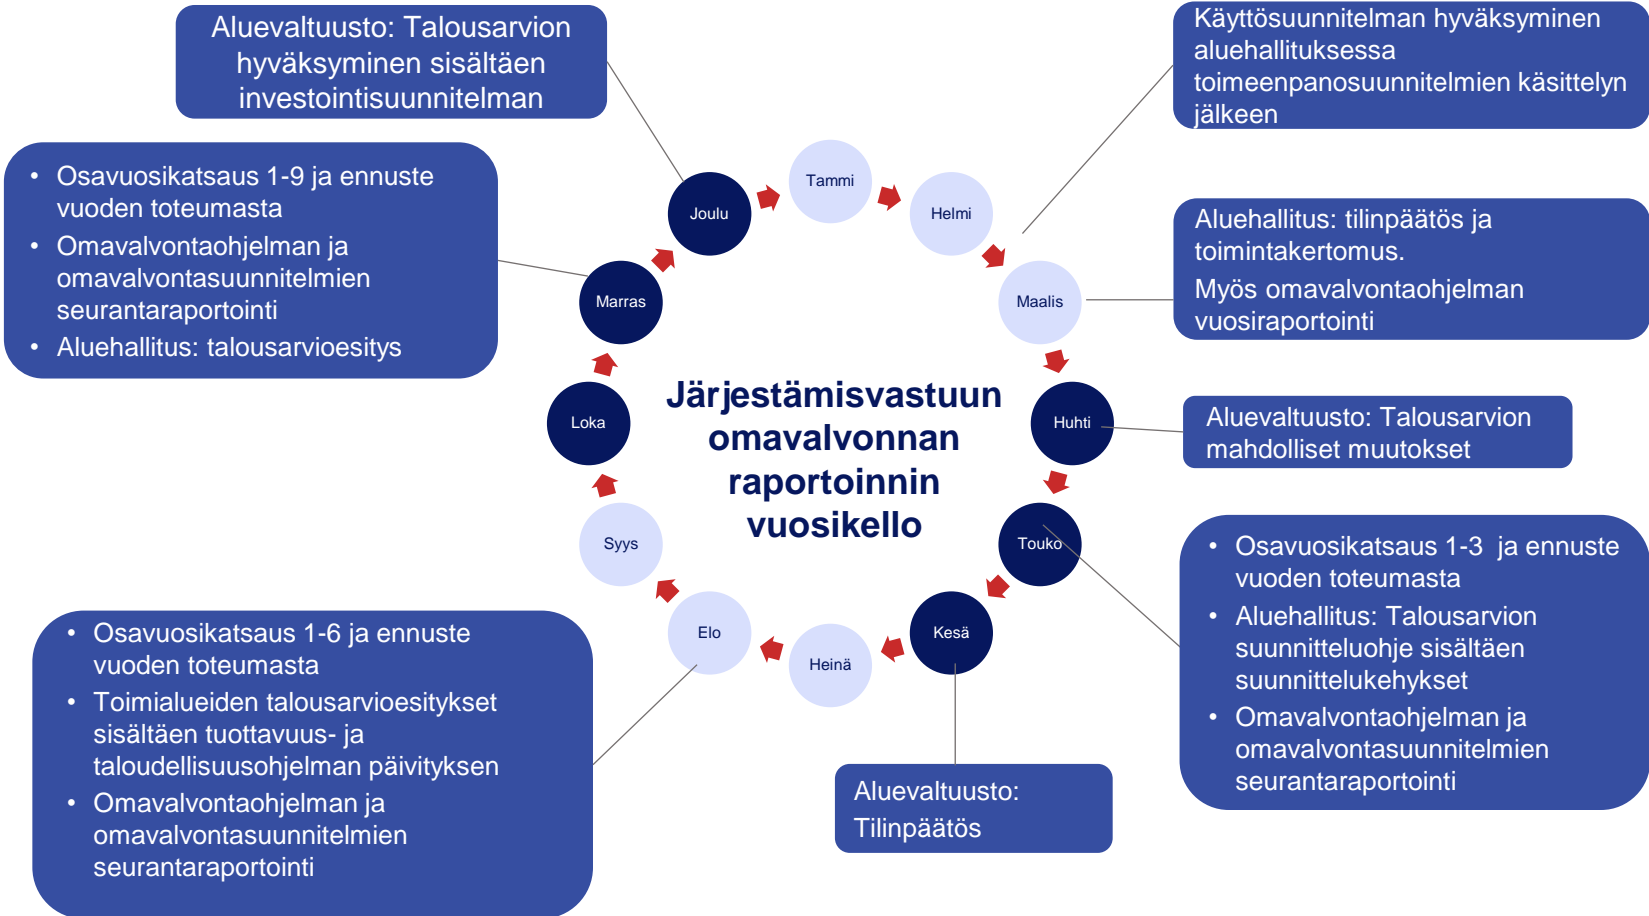 Aluevaltuusto: Talousarvion
hyväksyminen sisältäen
investointisuunnitelman
Käyttösuunnitelman hyväksyminen
aluehallituksessa
toimeenpanosuunnitelmien käsittelyn
jälkeen
• Osavuosikatsaus 1-9 ja ennuste
vuoden toteumasta
• Omavalvontaohjelman ja
omavalvontasuunnitelmien
seurantaraportointi
• Aluehallitus: talousarvioesitys
Aluehallitus: tilinpäätös ja
toimintakertomus.
Myös omavalvontaohjelman
vuosiraportointi
Tammi
Helmi
Maalis
Huhti
Touko
Kesä
Heinä
Elo
Syys
Loka
Marras
Joulu
Järjestämisvastuun
omavalvonnan
raportoinnin
vuosikello
Aluevaltuusto: Talousarvion
mahdolliset muutokset
• Osavuosikatsaus 1-3 ja ennuste
vuoden toteumasta
• Aluehallitus: Talousarvion
suunnitteluohje sisältäen
suunnittelukehykset
• Omavalvontaohjelman ja
omavalvontasuunnitelmien
seurantaraportointi
• Osavuosikatsaus 1-6 ja ennuste
vuoden toteumasta
• Toimialueiden talousarvioesitykset
sisältäen tuottavuus- ja
taloudellisuusohjelman päivityksen
• Omavalvontaohjelman ja
omavalvontasuunnitelmien
seurantaraportointi
Aluevaltuusto:
Tilinpäätös